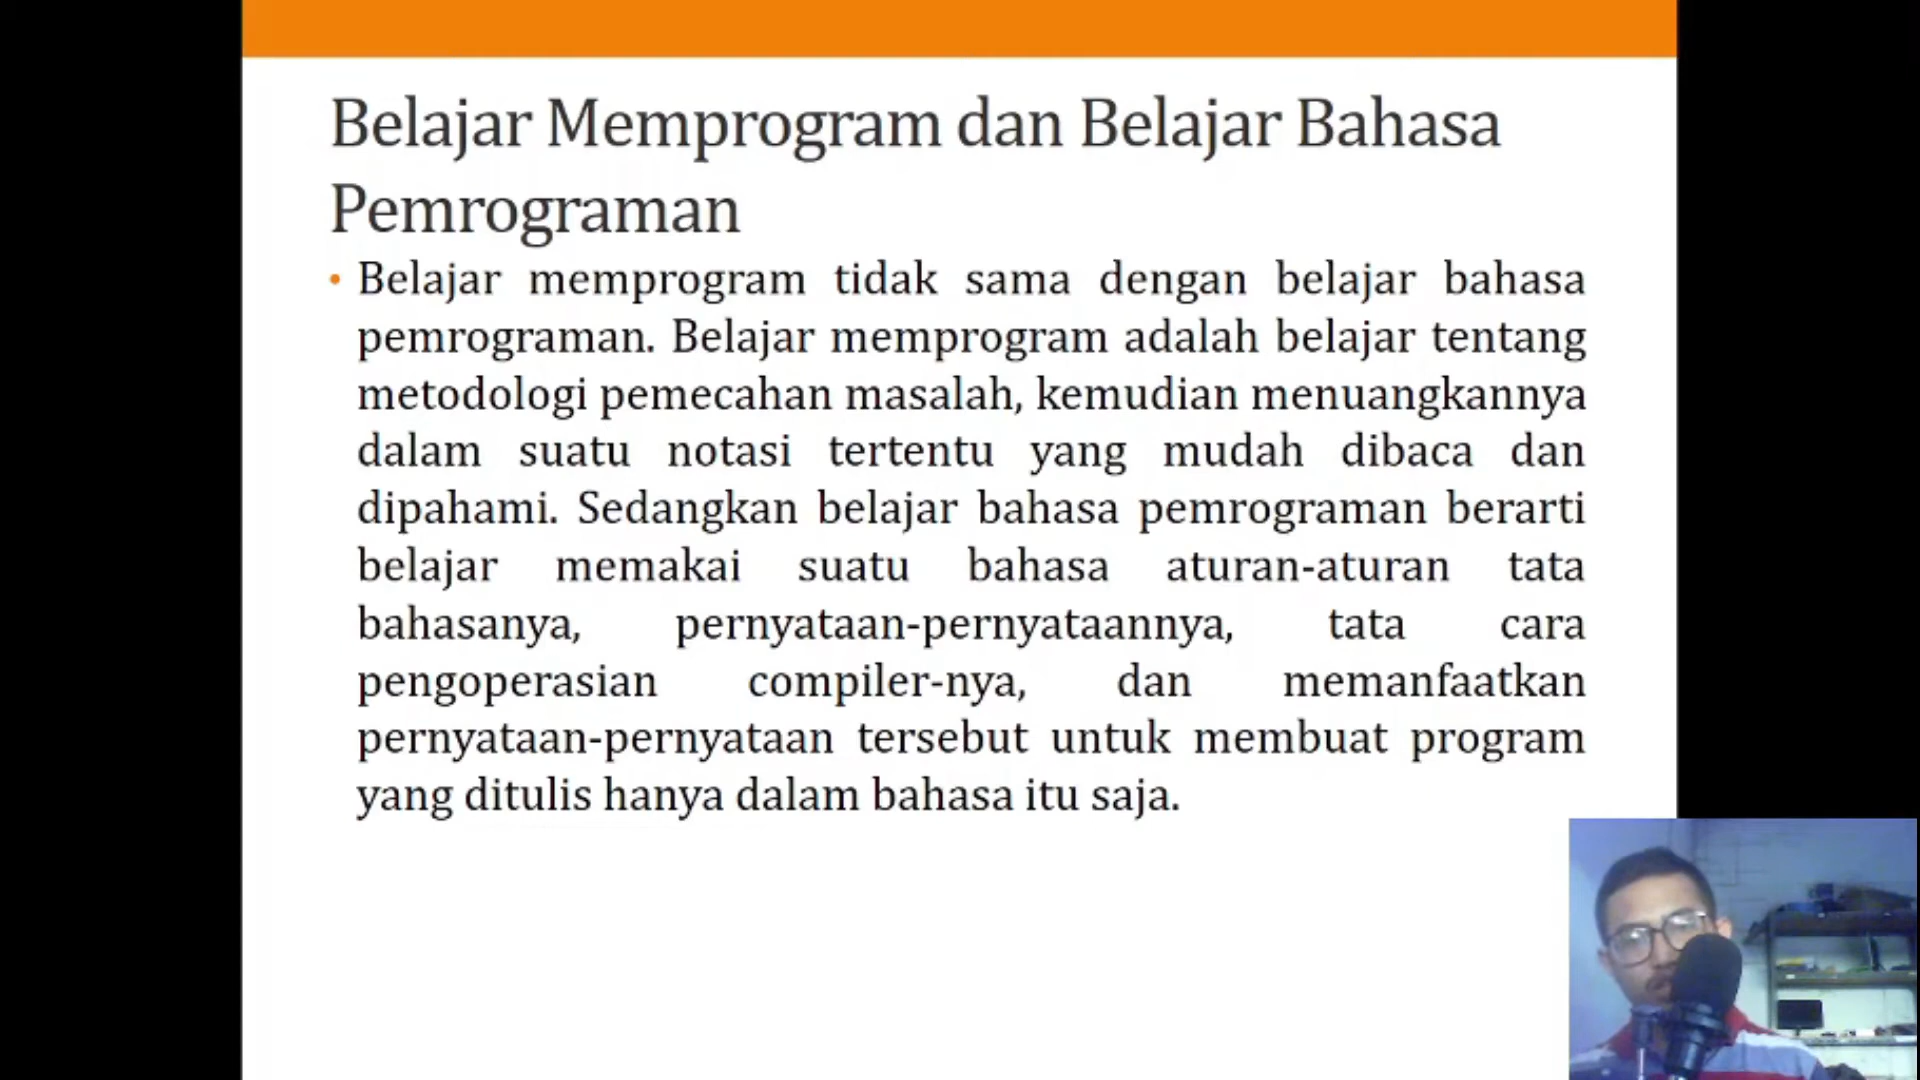 Belajar Memprogram dan Belajar Bahasa
Pemrograman
• Belajar memprogram tidak sama dengan belajar bahasa
pemrograman. Belajar memprogram adalah belajar tentang
metodologi pemecahan masalah, kemudian menuangkannya
dalam suatu notasi tertentu yang mudah dibaca dan
dipahami. Sedangkan belajar bahasa pemrograman berarti
belajar memakai suatu bahasa aturan-aturan tata
bahasanya, pernyataan-pernyataannya, tata cara
pengoperasian compiler-nya, dan memanfaatkan
pernyataan-pernyataan tersebut untuk membuat program
yang ditulis hanya dalam bahasa itu saja.